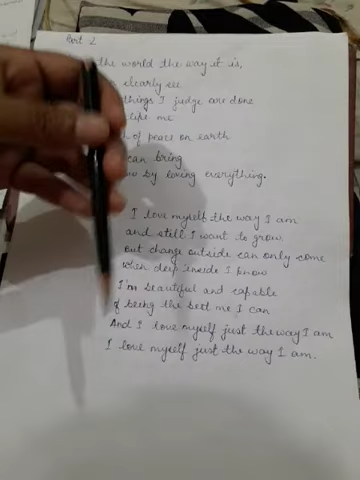 Part 2
the world the way it is,
clearly see
things I judge are done
like me
of peace on earth
can bring
by loving everything.
I love myself the way I am
and still I want to grow
but change outside can only come
when deep inside I know
I'm beautiful and capable
of being the best me I can
And I love myself just the way I am
I love myself just the way I am.